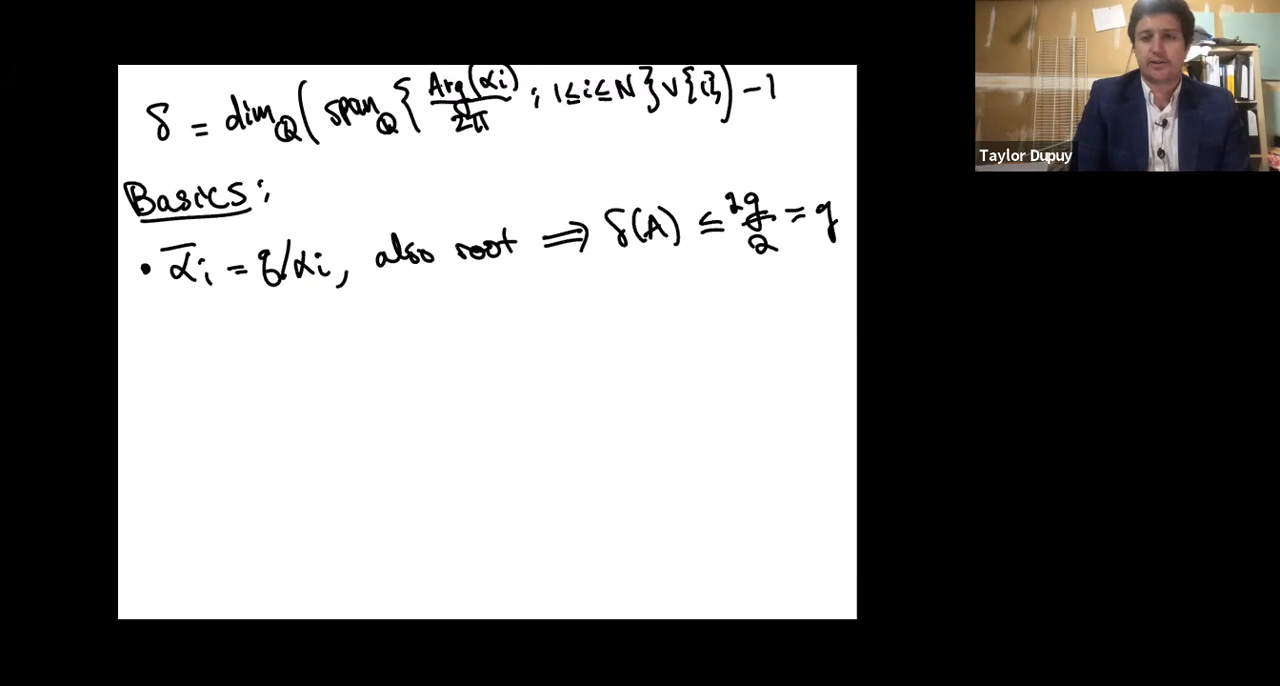 δ = dim_Q( span_Q { Arg(αi)/2π ; 1≤i≤N } ∪ {1} ) - 1
Basics:
• ᾱi = q/αi, also root ⟹ δ(A) ≤ 2g/2 = g
Taylor Dupuy